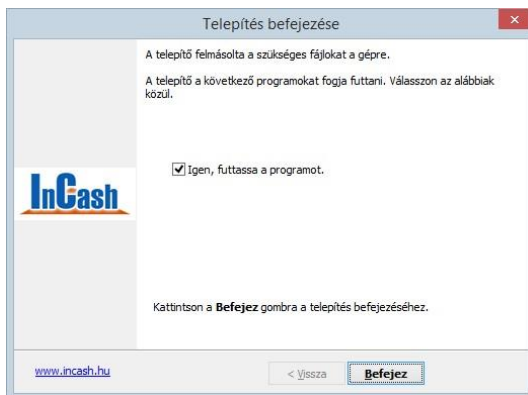 Telepítés befejezése
A telepítő felmásolta a szükséges fájlokat a gépre.
A telepítő a következő programokat fogja futtani. Válasszon az alábbiak
közül.
Igen, futtassa a programot.
InCash
Kattintson a Befejez gombra a telepítés befejezéséhez.
www.incash.hu
< Vissza
Befejez